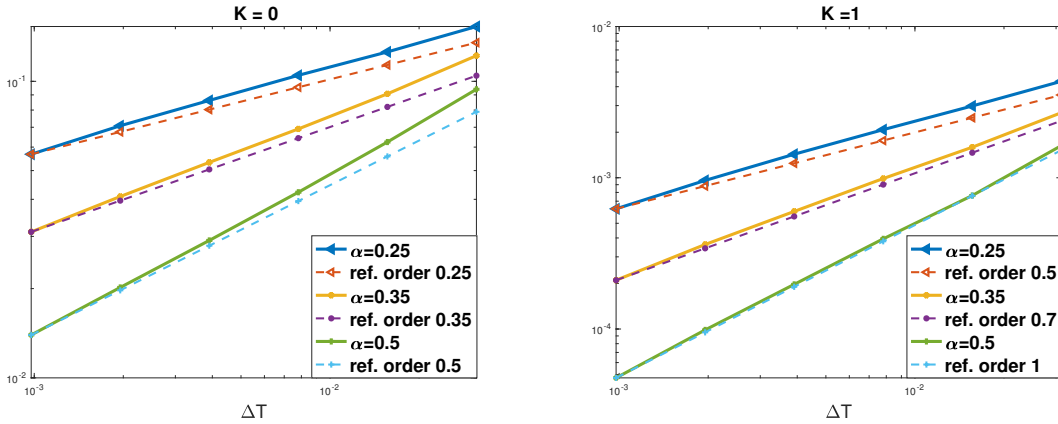 K = 0
10^-1
10^-2
10^-3
10^-2
ΔT
α=0.25
ref. order 0.25
α=0.35
ref. order 0.35
α=0.5
ref. order 0.5
K =1
10^-2
10^-3
10^-4
10^-3
10^-2
ΔT
α=0.25
ref. order 0.5
α=0.35
ref. order 0.7
α=0.5
ref. order 1